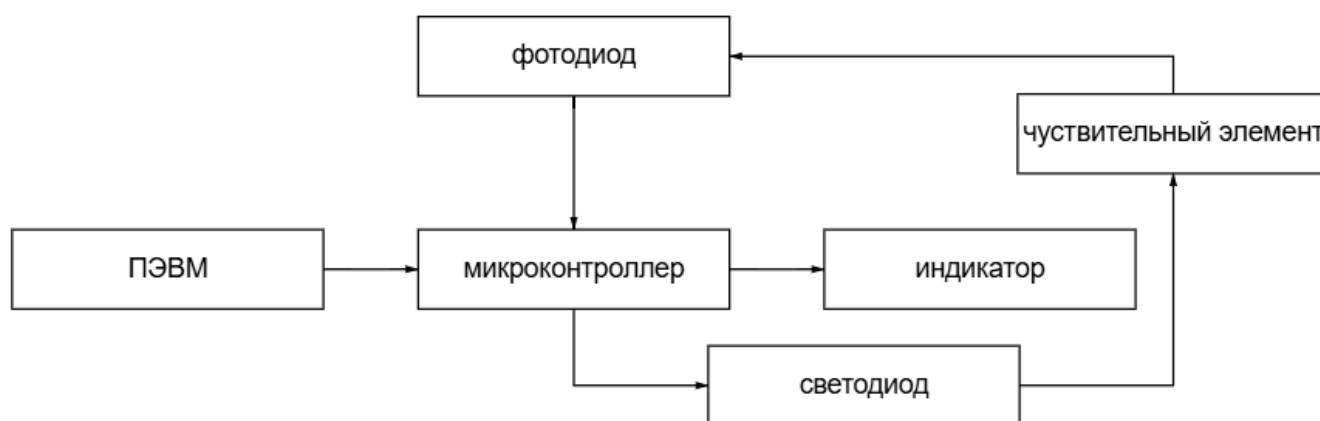 фотодиод
чуствительный элемент
ПЭВМ
микроконтроллер
индикатор
светодиод